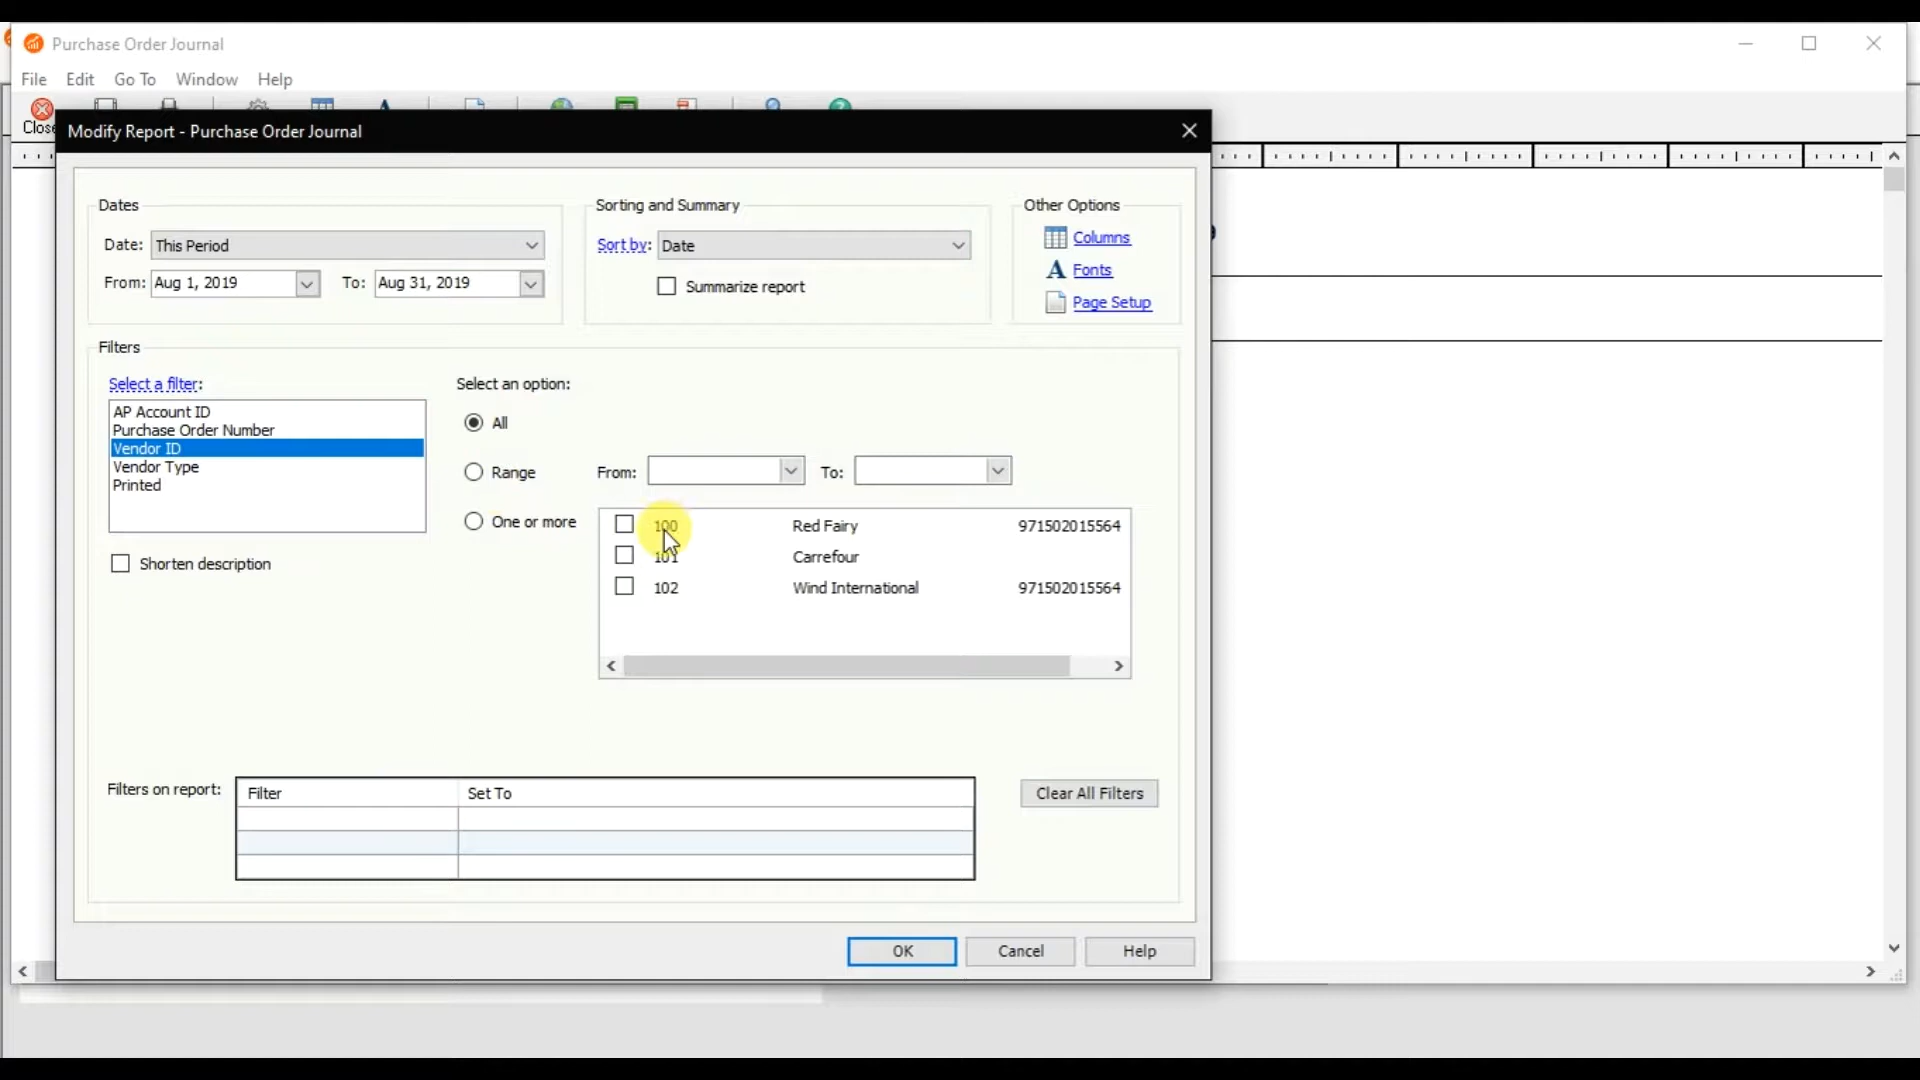 Purchase Order Journal
File Edit Go To Window Help
Close
Modify Report - Purchase Order Journal
Dates
Date: This Period
From: Aug 1, 2019 To: Aug 31, 2019
Sorting and Summary
Sort by: Date
Summarize report
Other Options
Columns
Fonts
Page Setup
Filters
Select a filter:
AP Account ID
Purchase Order Number
Vendor ID
Vendor Type
Printed
Shorten description
Select an option:
All
Range From: To:
One or more
100 Red Fairy 971502015564
101 Carrefour
102 Wind International 971502015564
Filters on report:
Filter Set To
Clear All Filters
OK Cancel Help